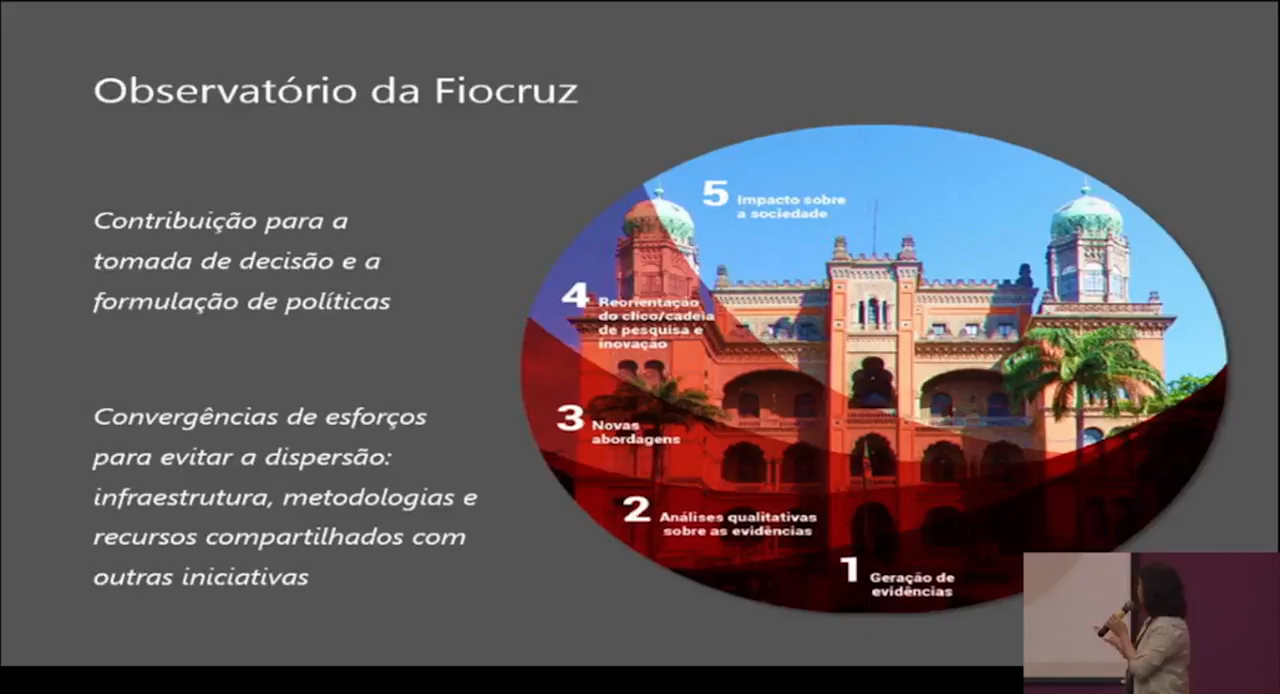 Observatório da Fiocruz
Contribuição para a
tomada de decisão e a
formulação de políticas
Convergências de esforços
para evitar a dispersão:
infraestrutura, metodologias e
recursos compartilhados com
outras iniciativas
5 Impacto sobre
a sociedade
4 Reorientação
do clico/cadeia
de pesquisa e
inovação
3 Novas
abordagens
2 Análises qualitativas
sobre as evidências
1 Geração de
evidências